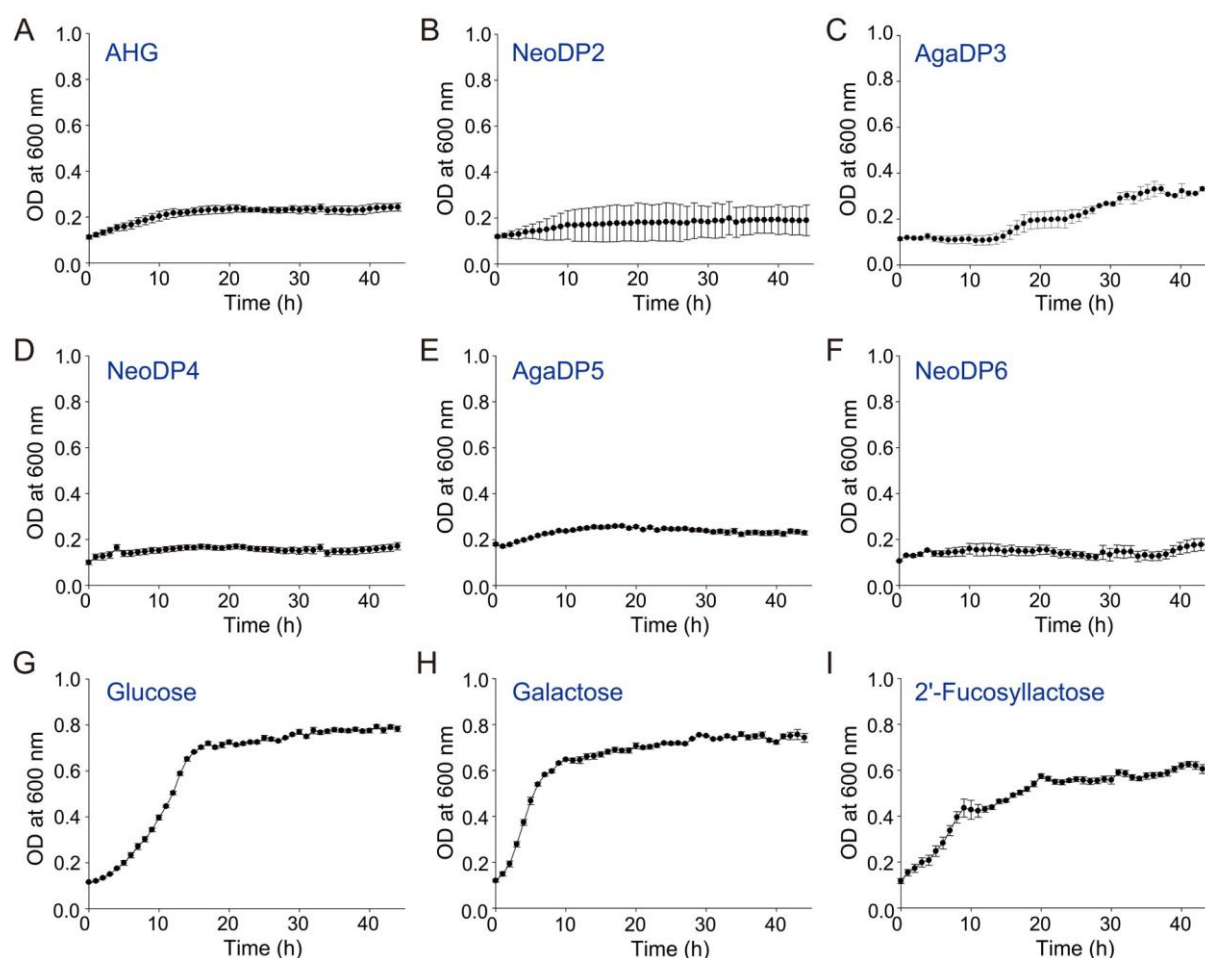 A
AHG
OD at 600 nm
1.0
0.8
0.6
0.4
0.2
0.0
0 10 20 30 40
Time (h)
B
NeoDP2
OD at 600 nm
1.0
0.8
0.6
0.4
0.2
0.0
0 10 20 30 40
Time (h)
C
AgaDP3
OD at 600 nm
1.0
0.8
0.6
0.4
0.2
0.0
0 10 20 30 40
Time (h)
D
NeoDP4
OD at 600 nm
1.0
0.8
0.6
0.4
0.2
0.0
0 10 20 30 40
Time (h)
E
AgaDP5
OD at 600 nm
1.0
0.8
0.6
0.4
0.2
0.0
0 10 20 30 40
Time (h)
F
NeoDP6
OD at 600 nm
1.0
0.8
0.6
0.4
0.2
0.0
0 10 20 30 40
Time (h)
G
Glucose
OD at 600 nm
1.0
0.8
0.6
0.4
0.2
0.0
0 10 20 30 40
Time (h)
H
Galactose
OD at 600 nm
1.0
0.8
0.6
0.4
0.2
0.0
0 10 20 30 40
Time (h)
I
2'-Fucosyllactose
OD at 600 nm
1.0
0.8
0.6
0.4
0.2
0.0
0 10 20 30 40
Time (h)